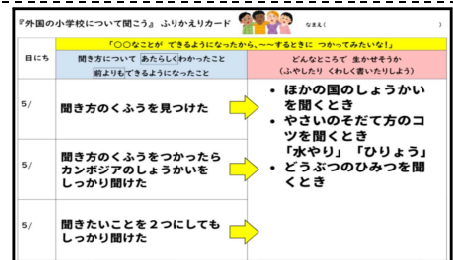 『外国の小学校について聞こう』 ふりかえりカード
なまえ( )
「○○なことが できるようになったから、~~するときに つかってみたいな!」
日にち
聞き方について あたらしくわかったこと
前よりもできるようになったこと
どんなところで 生かせそうか
(ふやしたり くわしく書いたりしよう)
5/
聞き方のくふうを見つけた
5/
聞き方のくふうをつかったら
カンボジアのしょうかいを
しっかり聞けた
5/
聞きたいことを2つにしても
しっかり聞けた
• ほかの国のしょうかい
を聞くとき
• やさいのそだて方のコ
ツを聞くとき
「水やり」「ひりょう」
• どうぶつのひみつを聞
くとき